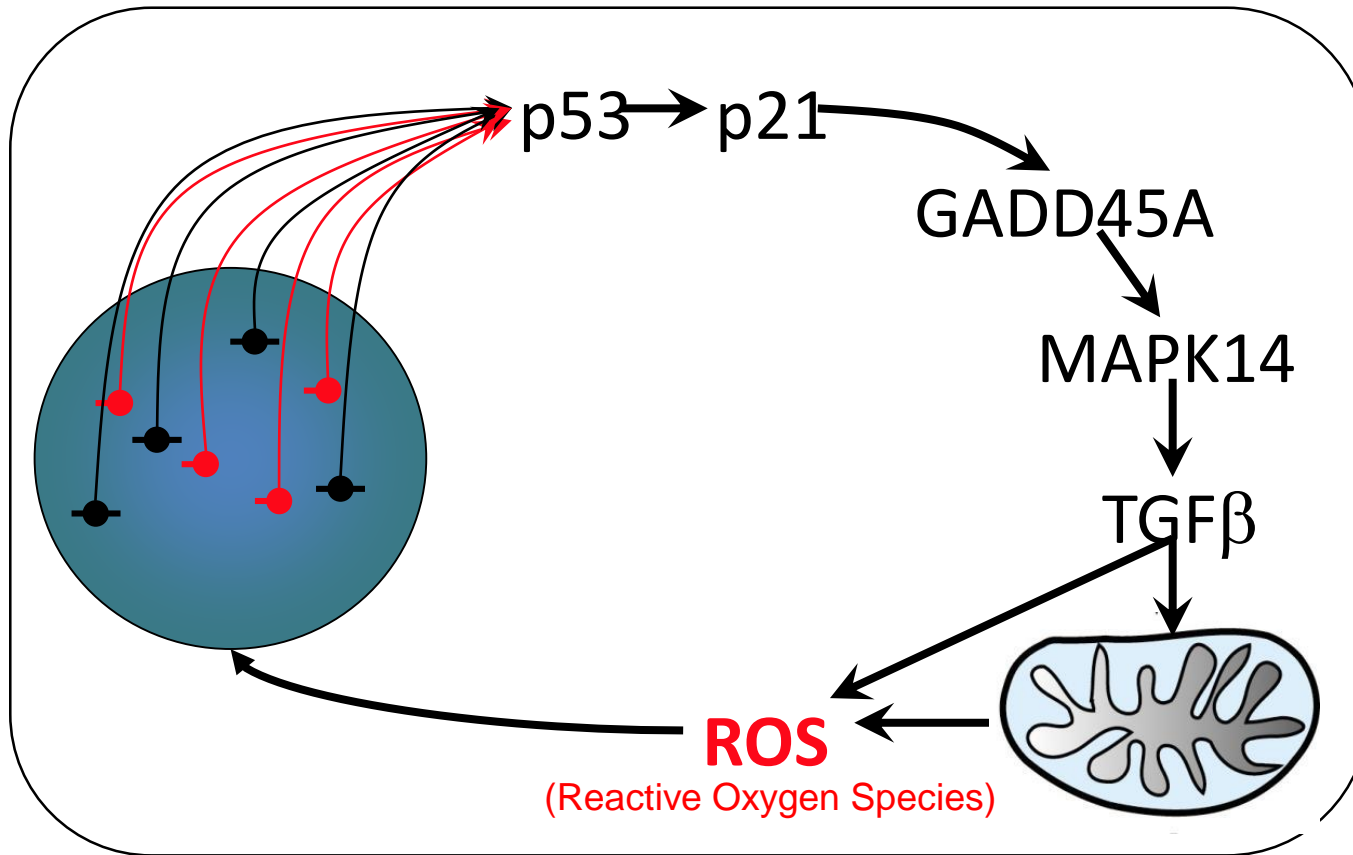 p53
p21
GADD45A
MAPK14
TGFβ
ROS
(Reactive Oxygen Species)